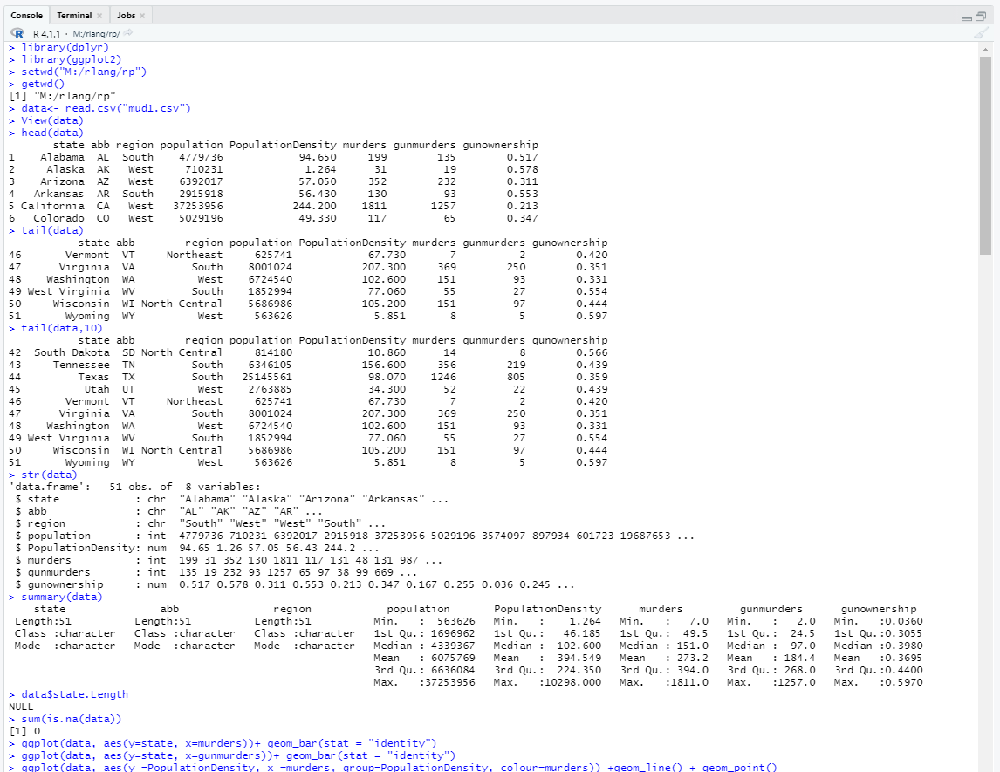 Console Terminal Jobs
R 4.1.1 · M:/rlang/rp/
> library(dplyr)
> library(ggplot2)
> setwd("M:/rlang/rp")
> getwd()
[1] "M:/rlang/rp"
> data<- read.csv("mud1.csv")
> View(data)
> head(data)
       state abb region population PopulationDensity murders gunmurders gunownership
1    Alabama  AL  South    4779736            94.650     199        135        0.517
2     Alaska  AK   West     710231             1.264      31         19        0.578
3    Arizona  AZ   West    6392017            57.050     352        232        0.311
4   Arkansas  AR  South    2915918            56.430     130         93        0.553
5 California  CA   West   37253956           244.200    1811       1257        0.213
6   Colorado  CO   West    5029196            49.330     117         65        0.347
> tail(data)
           state abb        region population PopulationDensity murders gunmurders gunownership
46       Vermont  VT     Northeast     625741            67.730       7          2        0.420
47      Virginia  VA         South    8001024           207.300     369        250        0.351
48    Washington  WA          West    6724540           102.600     151         93        0.331
49 West Virginia  WV         South    1852994            77.060      55         27        0.554
50     Wisconsin  WI North Central    5686986           105.200     151         97        0.444
51       Wyoming  WY          West     563626             5.851       8          5        0.597
> tail(data,10)
           state abb        region population PopulationDensity murders gunmurders gunownership
42  South Dakota  SD North Central     814180            10.860      14          8        0.566
43     Tennessee  TN         South    6346105           156.600     356        219        0.439
44         Texas  TX         South   25145561            98.070    1246        805        0.359
45          Utah  UT          West    2763885            34.300      52         22        0.439
46       Vermont  VT     Northeast     625741            67.730       7          2        0.420
47      Virginia  VA         South    8001024           207.300     369        250        0.351
48    Washington  WA          West    6724540           102.600     151         93        0.331
49 West Virginia  WV         South    1852994            77.060      55         27        0.554
50     Wisconsin  WI North Central    5686986           105.200     151         97        0.444
51       Wyoming  WY          West     563626             5.851       8          5        0.597
> str(data)
'data.frame':   51 obs. of  8 variables:
 $ state            : chr  "Alabama" "Alaska" "Arizona" "Arkansas" ...
 $ abb              : chr  "AL" "AK" "AZ" "AR" ...
 $ region           : chr  "South" "West" "West" "South" ...
 $ population       : int  4779736 710231 6392017 2915918 37253956 5029196 3574097 897934 601723 19687653 ...
 $ PopulationDensity: num  94.65 1.26 57.05 56.43 244.2 ...
 $ murders          : int  199 31 352 130 1811 117 131 48 131 987 ...
 $ gunmurders       : int  135 19 232 93 1257 65 97 38 99 669 ...
 $ gunownership     : num  0.517 0.578 0.311 0.553 0.213 0.347 0.167 0.255 0.036 0.245 ...
> summary(data)
    state               abb               region            population       PopulationDensity      murders         gunmurders      gunownership
 Length:51          Length:51          Length:51          Min.   :  563626   Min.   :    1.264   Min.   :   7.0   Min.   :   2.0   Min.   :0.0360
 Class :character   Class :character   Class :character   1st Qu.: 1696962   1st Qu.:   46.185   1st Qu.:  49.5   1st Qu.:  24.5   1st Qu.:0.3055
 Mode  :character   Mode  :character   Mode  :character   Median : 4339367   Median :  102.600   Median : 151.0   Median :  97.0   Median :0.3980
                                                          Mean   : 6075769   Mean   :  394.549   Mean   : 273.2   Mean   : 184.4   Mean   :0.3695
                                                          3rd Qu.: 6636084   3rd Qu.:  224.350   3rd Qu.: 394.0   3rd Qu.: 268.0   3rd Qu.:0.4400
                                                          Max.   :37253956   Max.   :10298.000   Max.   :1811.0   Max.   :1257.0   Max.   :0.5970
> data$state.Length
NULL
> sum(is.na(data))
[1] 0
> ggplot(data, aes(y=state, x=murders))+ geom_bar(stat = "identity")
> ggplot(data, aes(y=state, x=gunmurders))+ geom_bar(stat = "identity")
> ggplot(data, aes(y =PopulationDensity, x =murders, group=PopulationDensity, colour=murders)) +geom_line() + geom_point()